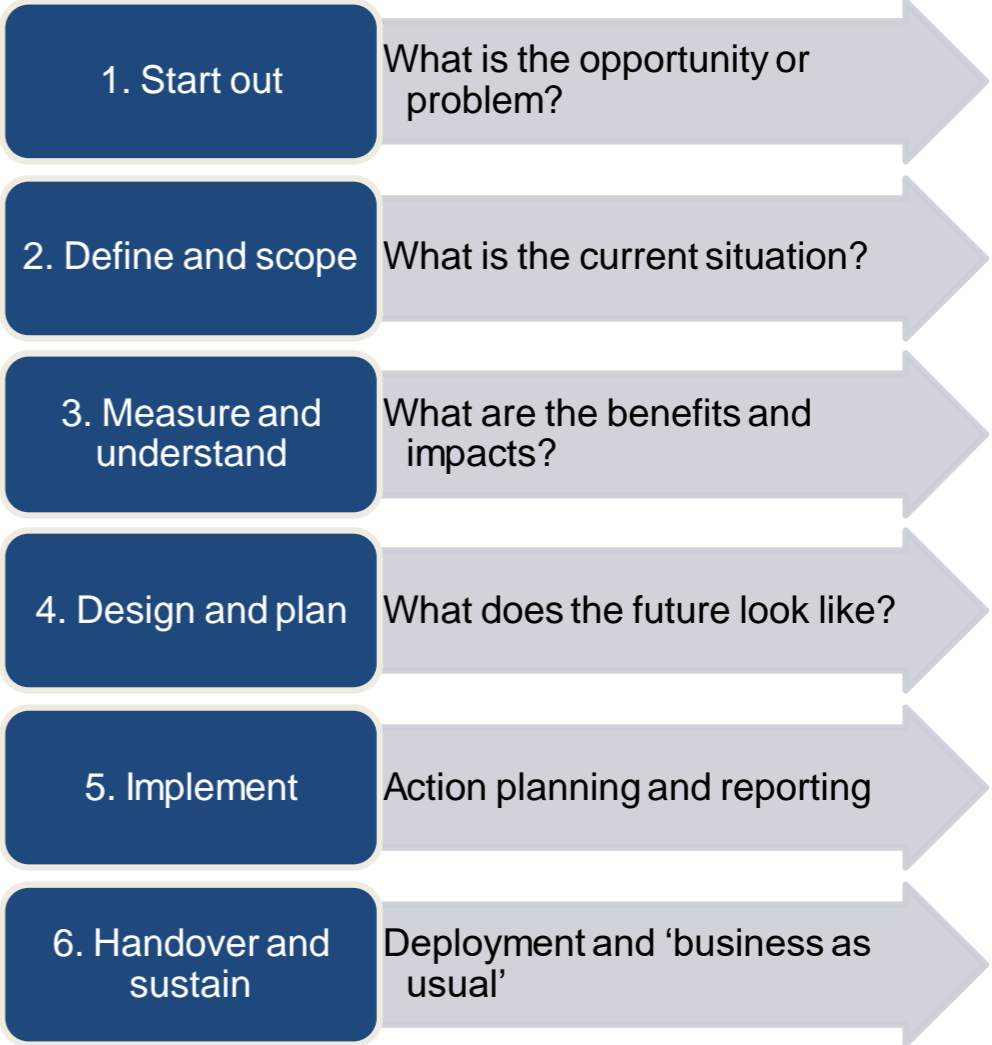 1. Start out
What is the opportunity or
problem?
2. Define and scope
What is the current situation?
3. Measure and
understand
What are the benefits and
impacts?
4. Design and plan
What does the future look like?
5. Implement
Action planning and reporting
6. Handover and
sustain
Deployment and ‘business as
usual’